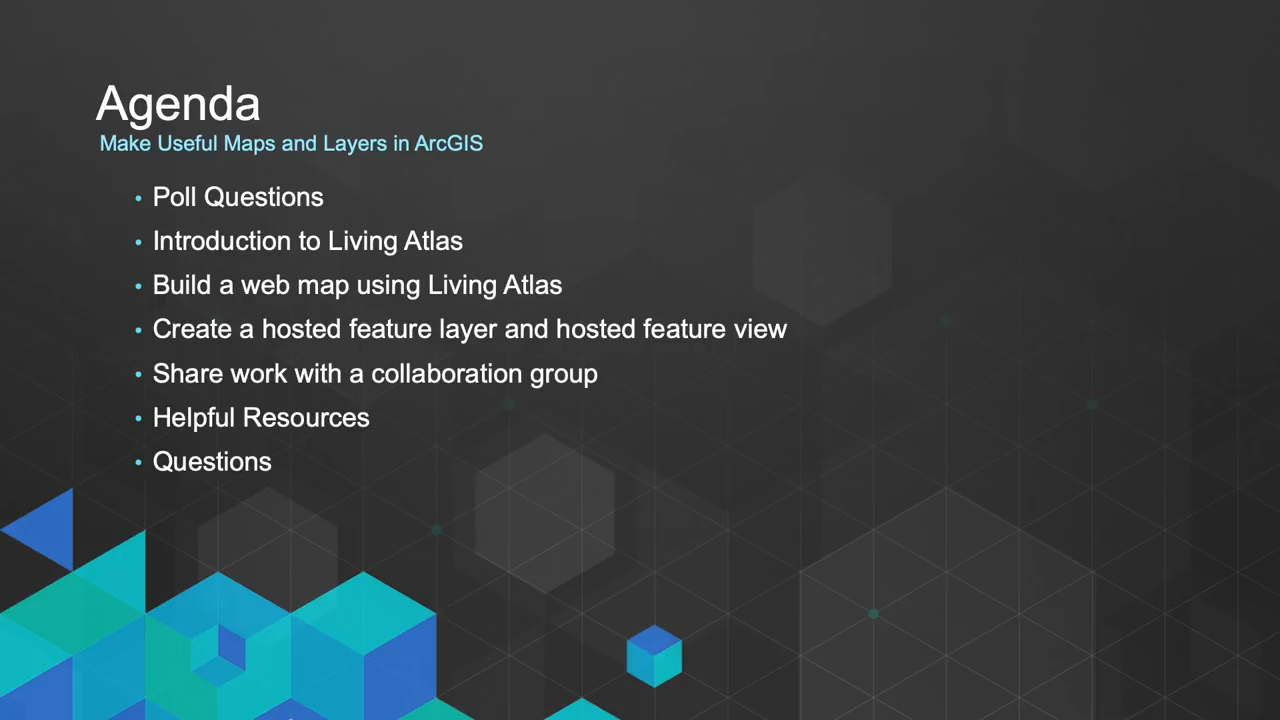 Agenda
Make Useful Maps and Layers in ArcGIS
• Poll Questions
• Introduction to Living Atlas
• Build a web map using Living Atlas
• Create a hosted feature layer and hosted feature view
• Share work with a collaboration group
• Helpful Resources
• Questions